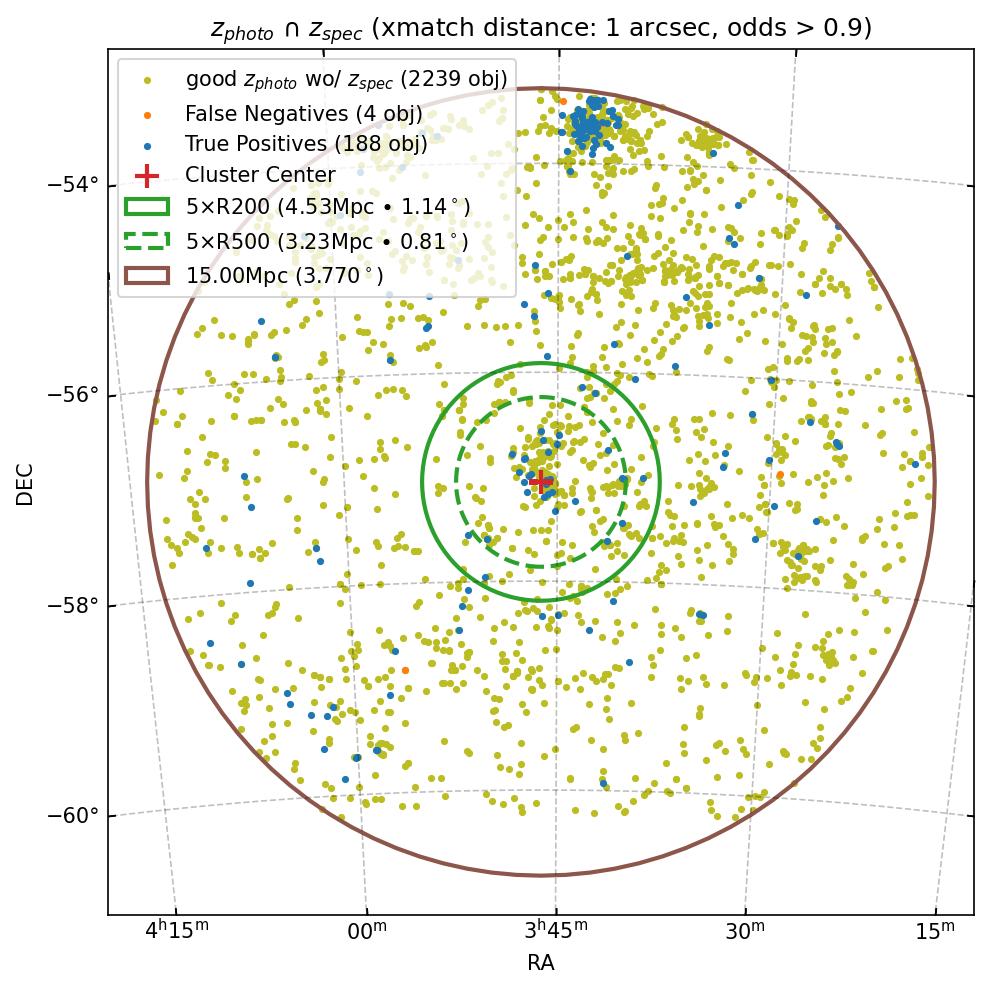 z_photo ∩ z_spec (xmatch distance: 1 arcsec, odds > 0.9)
good z_photo wo/ z_spec (2239 obj)
False Negatives (4 obj)
True Positives (188 obj)
Cluster Center
5×R200 (4.53Mpc • 1.14°)
5×R500 (3.23Mpc • 0.81°)
15.00Mpc (3.770°)
−54°
−56°
−58°
−60°
DEC
4ʰ15ᵐ 00ᵐ 3ʰ45ᵐ 30ᵐ 15ᵐ
RA